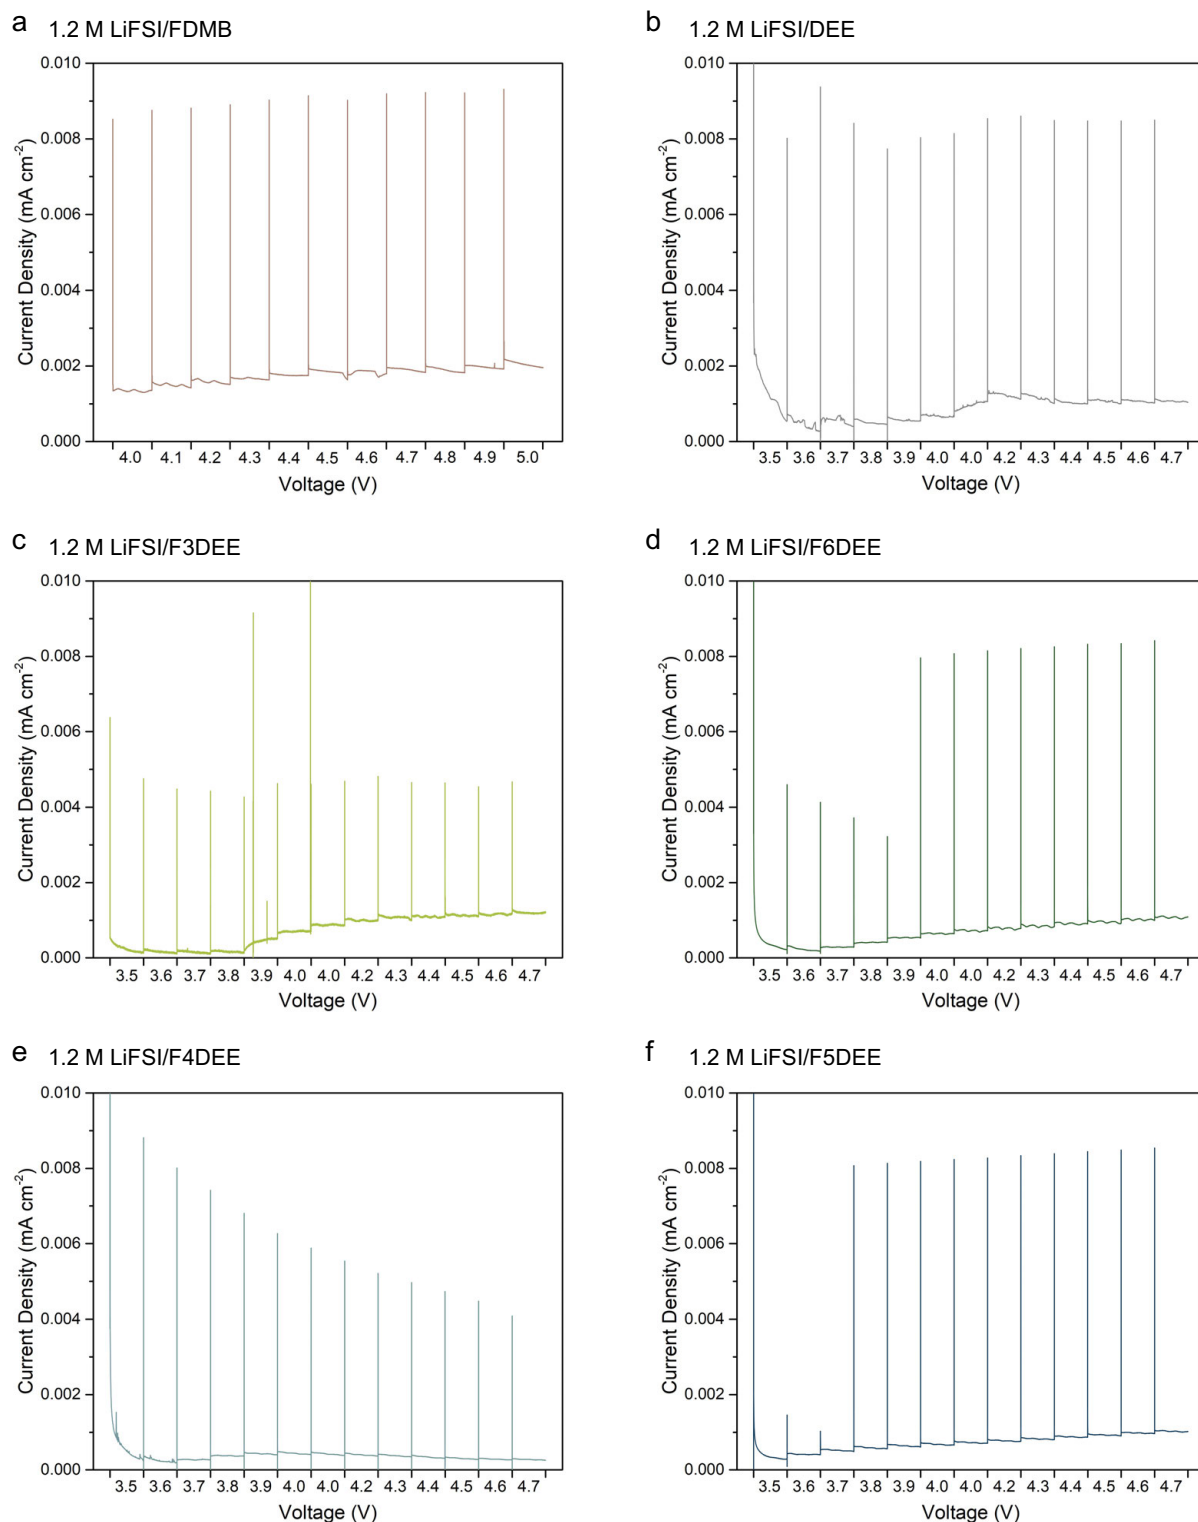 a 1.2 M LiFSI/FDMB
0.010
0.008
0.006
0.004
0.002
0.000
Current Density (mA cm⁻²)
4.0 4.1 4.2 4.3 4.4 4.5 4.6 4.7 4.8 4.9 5.0
Voltage (V)
b 1.2 M LiFSI/DEE
0.010
0.008
0.006
0.004
0.002
0.000
Current Density (mA cm⁻²)
3.5 3.6 3.7 3.8 3.9 4.0 4.0 4.2 4.3 4.4 4.5 4.6 4.7
Voltage (V)
c 1.2 M LiFSI/F3DEE
0.010
0.008
0.006
0.004
0.002
0.000
Current Density (mA cm⁻²)
3.5 3.6 3.7 3.8 3.9 4.0 4.0 4.2 4.3 4.4 4.5 4.6 4.7
Voltage (V)
d 1.2 M LiFSI/F6DEE
0.010
0.008
0.006
0.004
0.002
0.000
Current Density (mA cm⁻²)
3.5 3.6 3.7 3.8 3.9 4.0 4.0 4.2 4.3 4.4 4.5 4.6 4.7
Voltage (V)
e 1.2 M LiFSI/F4DEE
0.010
0.008
0.006
0.004
0.002
0.000
Current Density (mA cm⁻²)
3.5 3.6 3.7 3.8 3.9 4.0 4.0 4.2 4.3 4.4 4.5 4.6 4.7
Voltage (V)
f 1.2 M LiFSI/F5DEE
0.010
0.008
0.006
0.004
0.002
0.000
Current Density (mA cm⁻²)
3.5 3.6 3.7 3.8 3.9 4.0 4.0 4.2 4.3 4.4 4.5 4.6 4.7
Voltage (V)